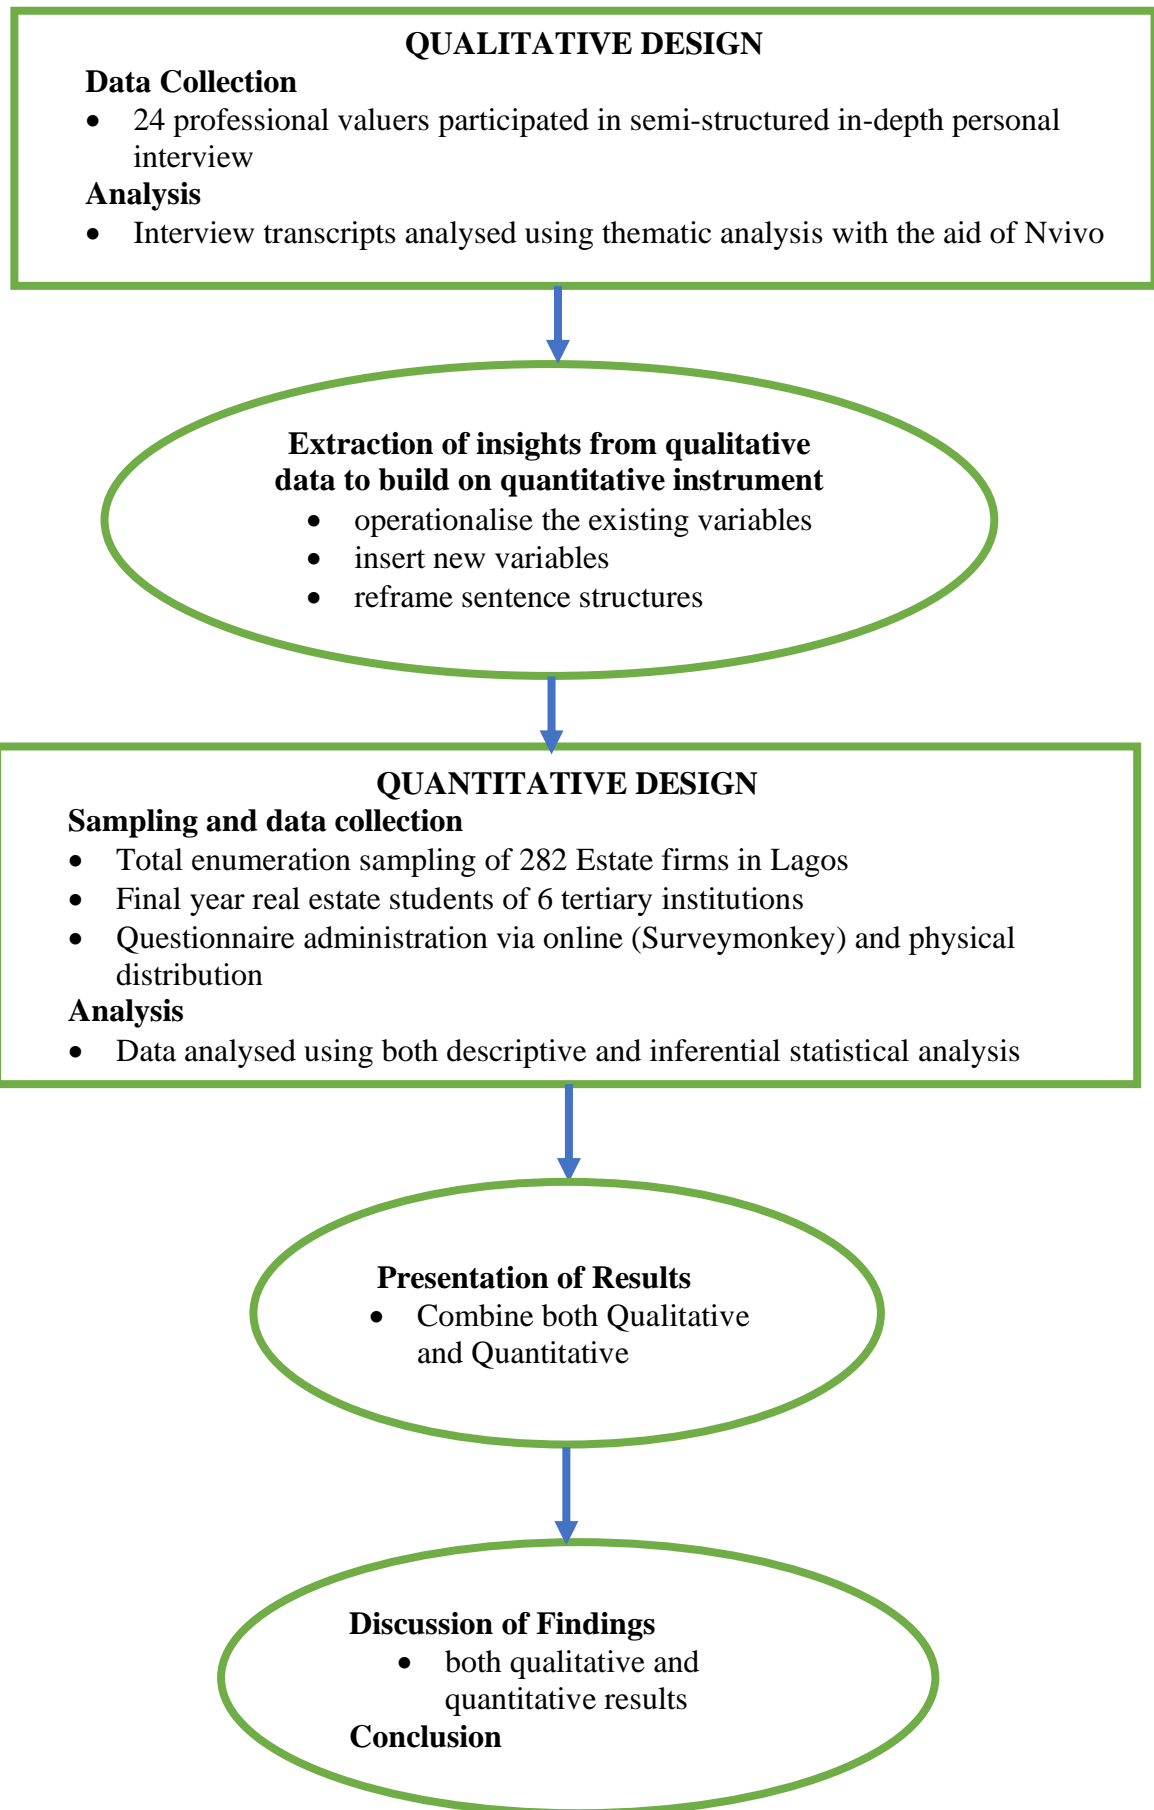 QUALITATIVE DESIGN
Data Collection
• 24 professional valuers participated in semi-structured in-depth personal
interview
Analysis
• Interview transcripts analysed using thematic analysis with the aid of Nvivo
Extraction of insights from qualitative
data to build on quantitative instrument
• operationalise the existing variables
• insert new variables
• reframe sentence structures
QUANTITATIVE DESIGN
Sampling and data collection
• Total enumeration sampling of 282 Estate firms in Lagos
• Final year real estate students of 6 tertiary institutions
• Questionnaire administration via online (Surveymonkey) and physical
distribution
Analysis
• Data analysed using both descriptive and inferential statistical analysis
Presentation of Results
• Combine both Qualitative
and Quantitative
Discussion of Findings
• both qualitative and
quantitative results
Conclusion